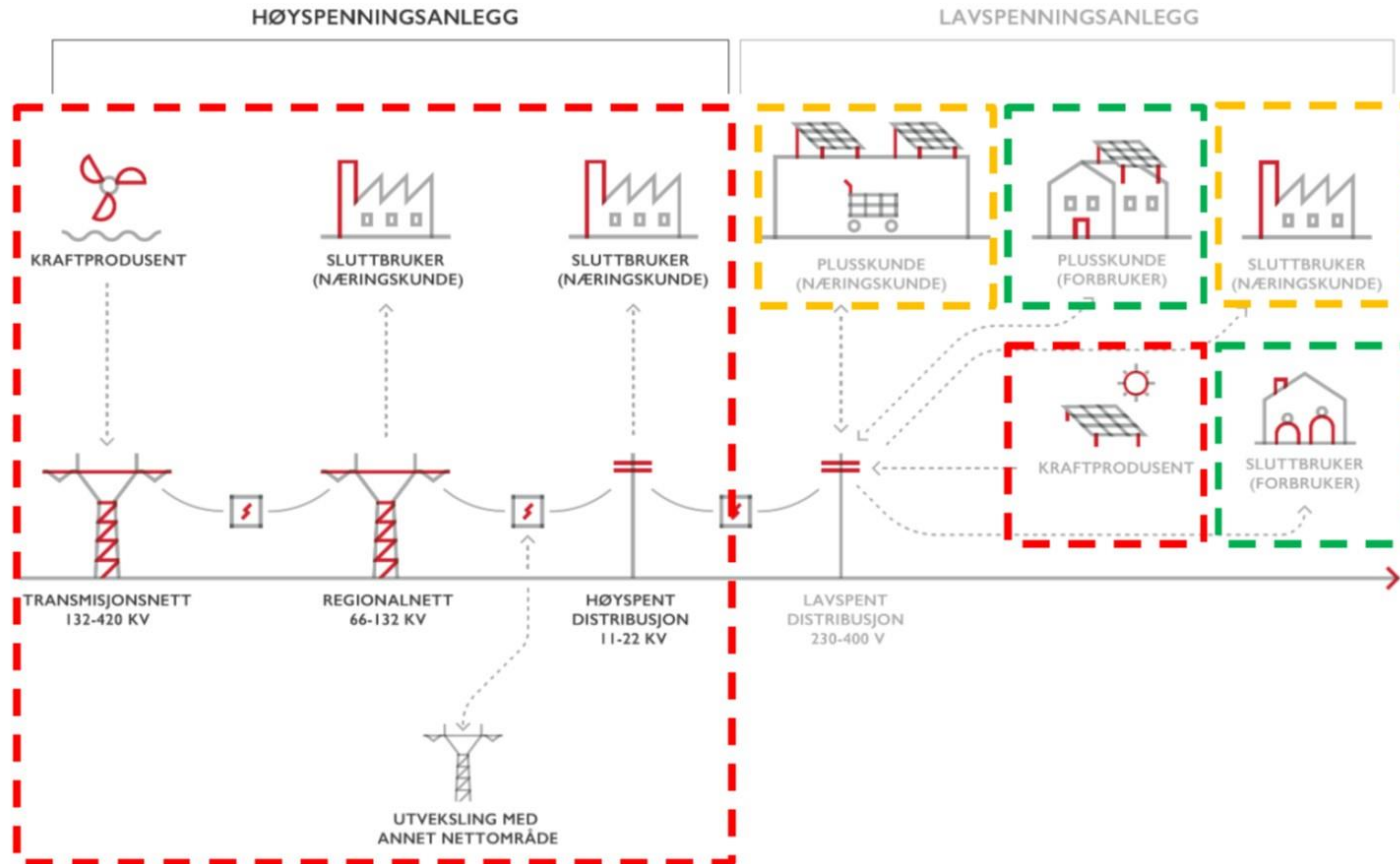 HØYSPENNINGSANLEGG
LAVSPENNINGSANLEGG
KRAFTPRODUSENT
SLUTTBRUKER
(NÆRINGSKUNDE)
SLUTTBRUKER
(NÆRINGSKUNDE)
PLUSSKUNDE
(NÆRINGSKUNDE)
PLUSSKUNDE
(FORBRUKER)
SLUTTBRUKER
(NÆRINGSKUNDE)
KRAFTPRODUSENT
SLUTTBRUKER
(FORBRUKER)
TRANSMISJONSNETT
132-420 KV
REGIONALNETT
66-132 KV
HØYSPENT
DISTRIBUSJON
11-22 KV
LAVSPENT
DISTRIBUSJON
230-400 V
UTVEKSLING MED
ANNET NETTOMRÅDE